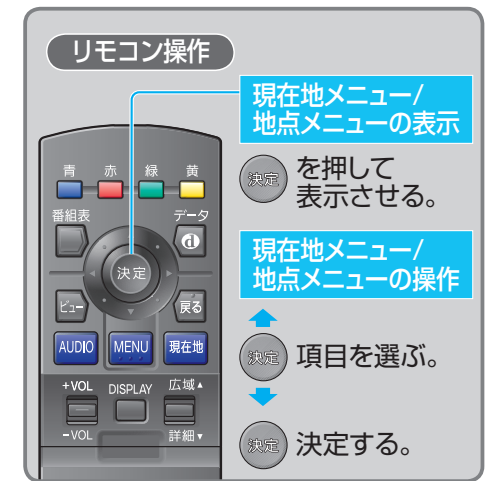 リモコン操作
現在地メニュー/
地点メニューの表示
決定 を押して
表示させる。
現在地メニュー/
地点メニューの操作
決定 項目を選ぶ。
決定 決定する。
青 赤 緑 黄
番組表 データ
d
決定
ビュー 戻る
AUDIO MENU 現在地
+VOL DISPLAY 広域▲
-VOL 詳細▼